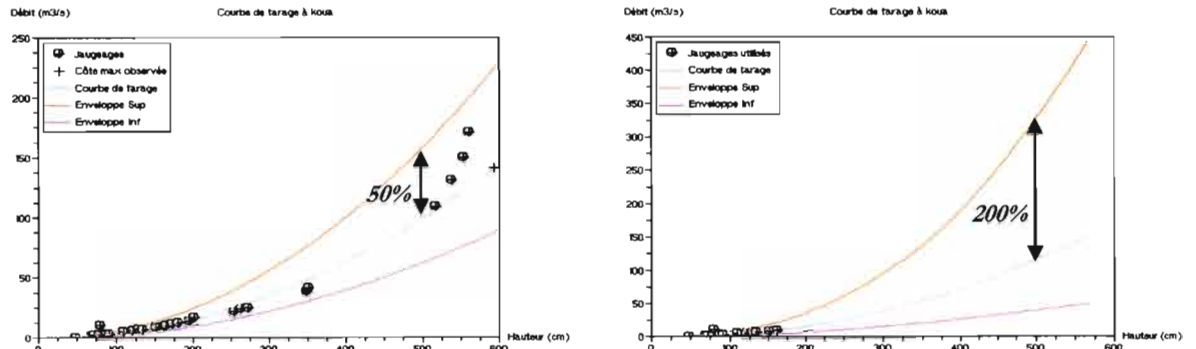 Débit (m3/s)
Courbe de tarage à koua
250
200
150
100
50
0
Jaugeages
Côte max observée
Courbe de tarage
Enveloppe Sup
Enveloppe Inf
50%
Hauteur (cm)
0
100
200
300
400
500
600
Débit (m3/s)
Courbe de tarage à koua
450
400
350
300
250
200
150
100
50
0
Jaugeages utilisés
Courbe de tarage
Enveloppe Sup
Enveloppe Inf
200%
Hauteur (cm)
0
100
200
300
400
500
600